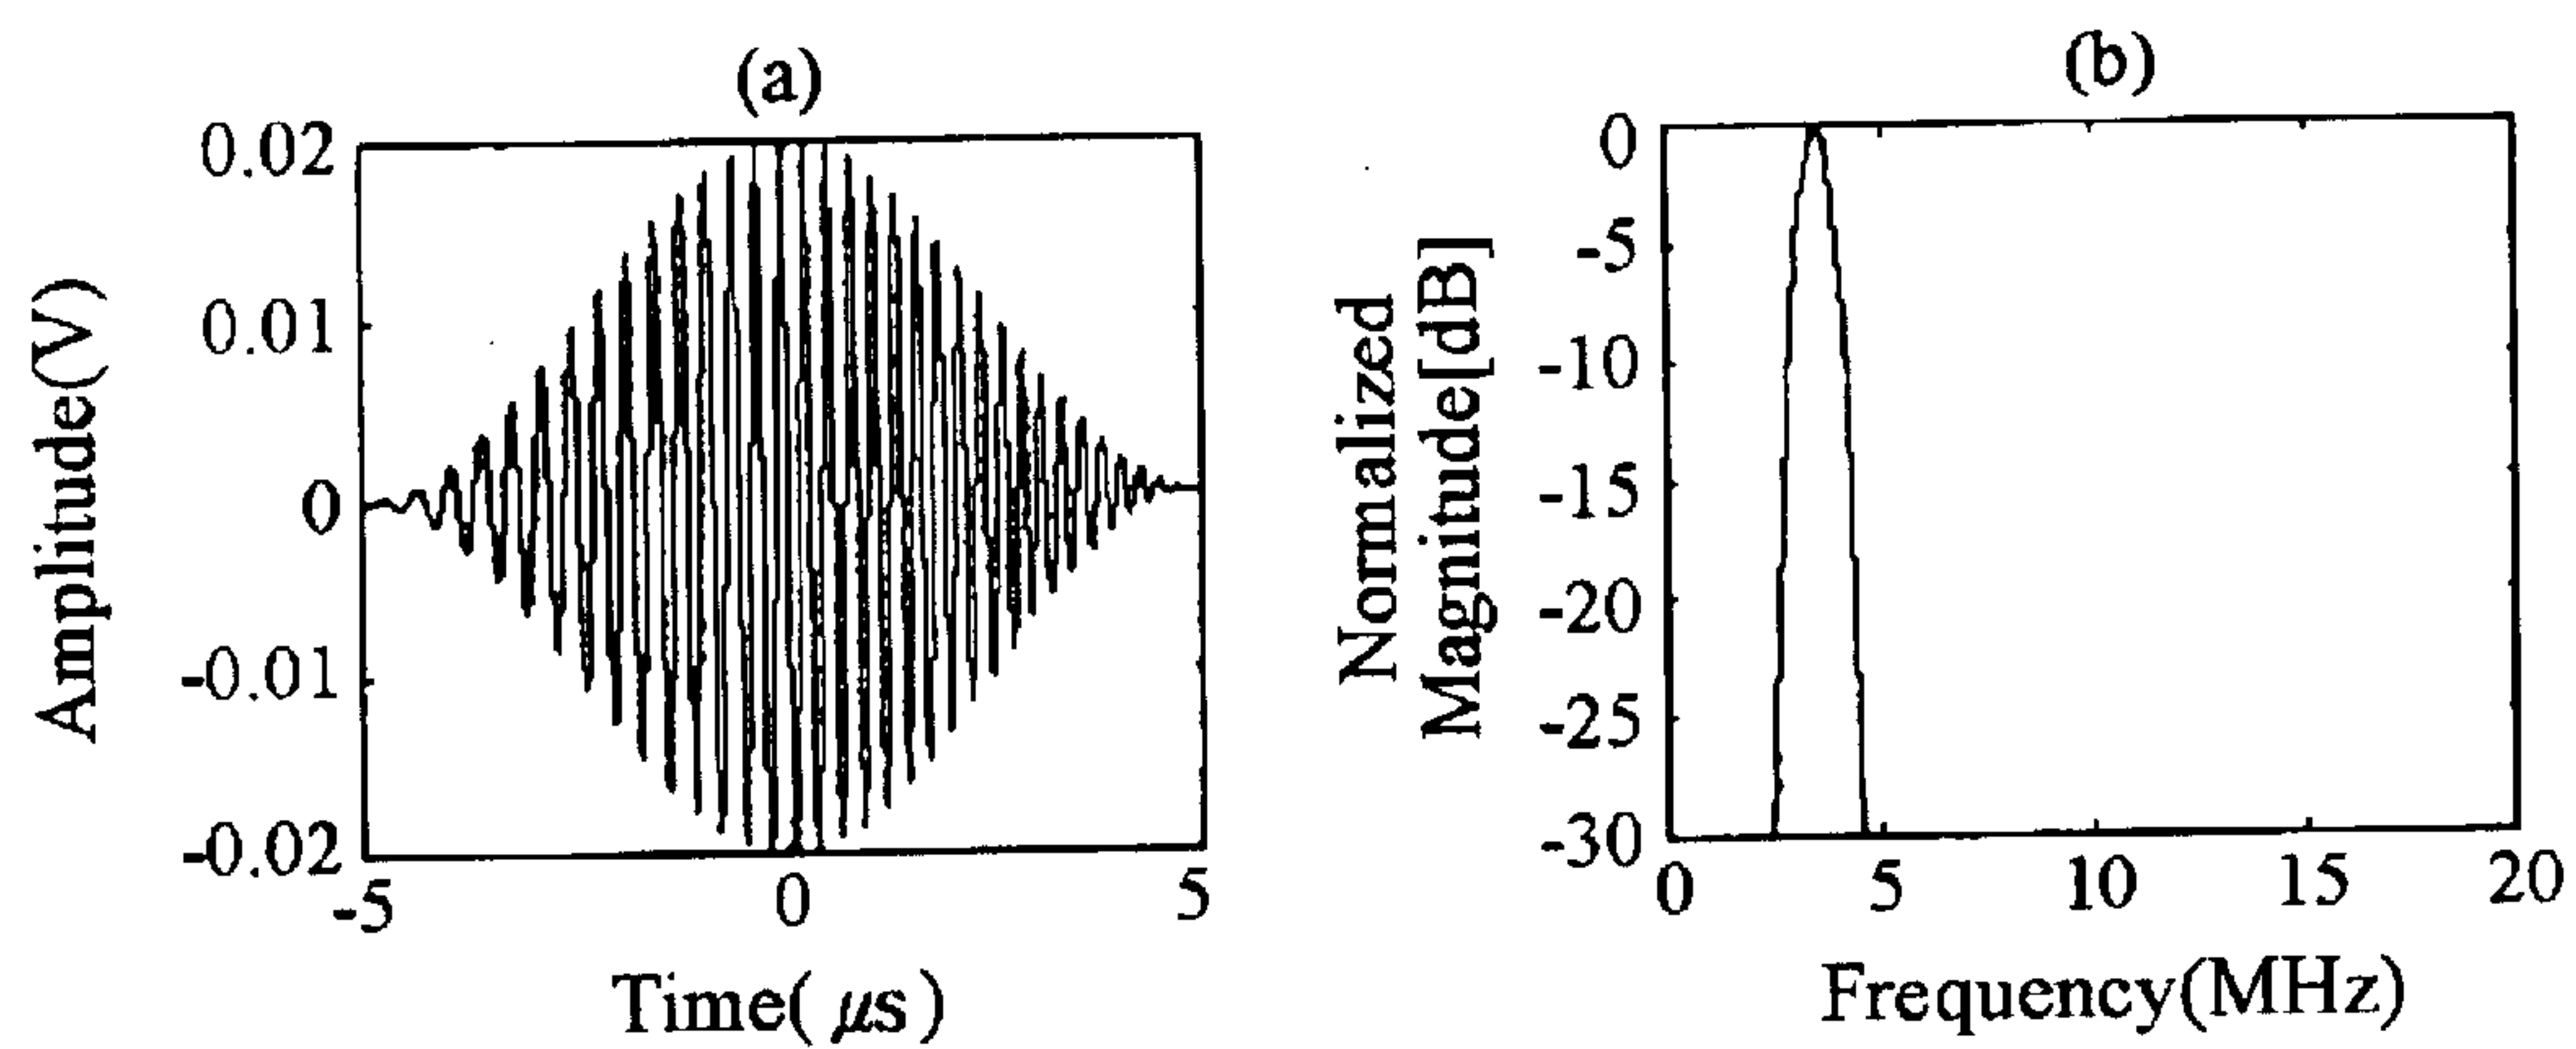 (a)
0.02
0.01
0
-0.01
-0.02
-5
0
5
Amplitude(V)
Time( μs )
(b)
0
-5
-10
-15
-20
-25
-30
0
5
10
15
20
Normalized
Magnitude[dB]
Frequency(MHz)